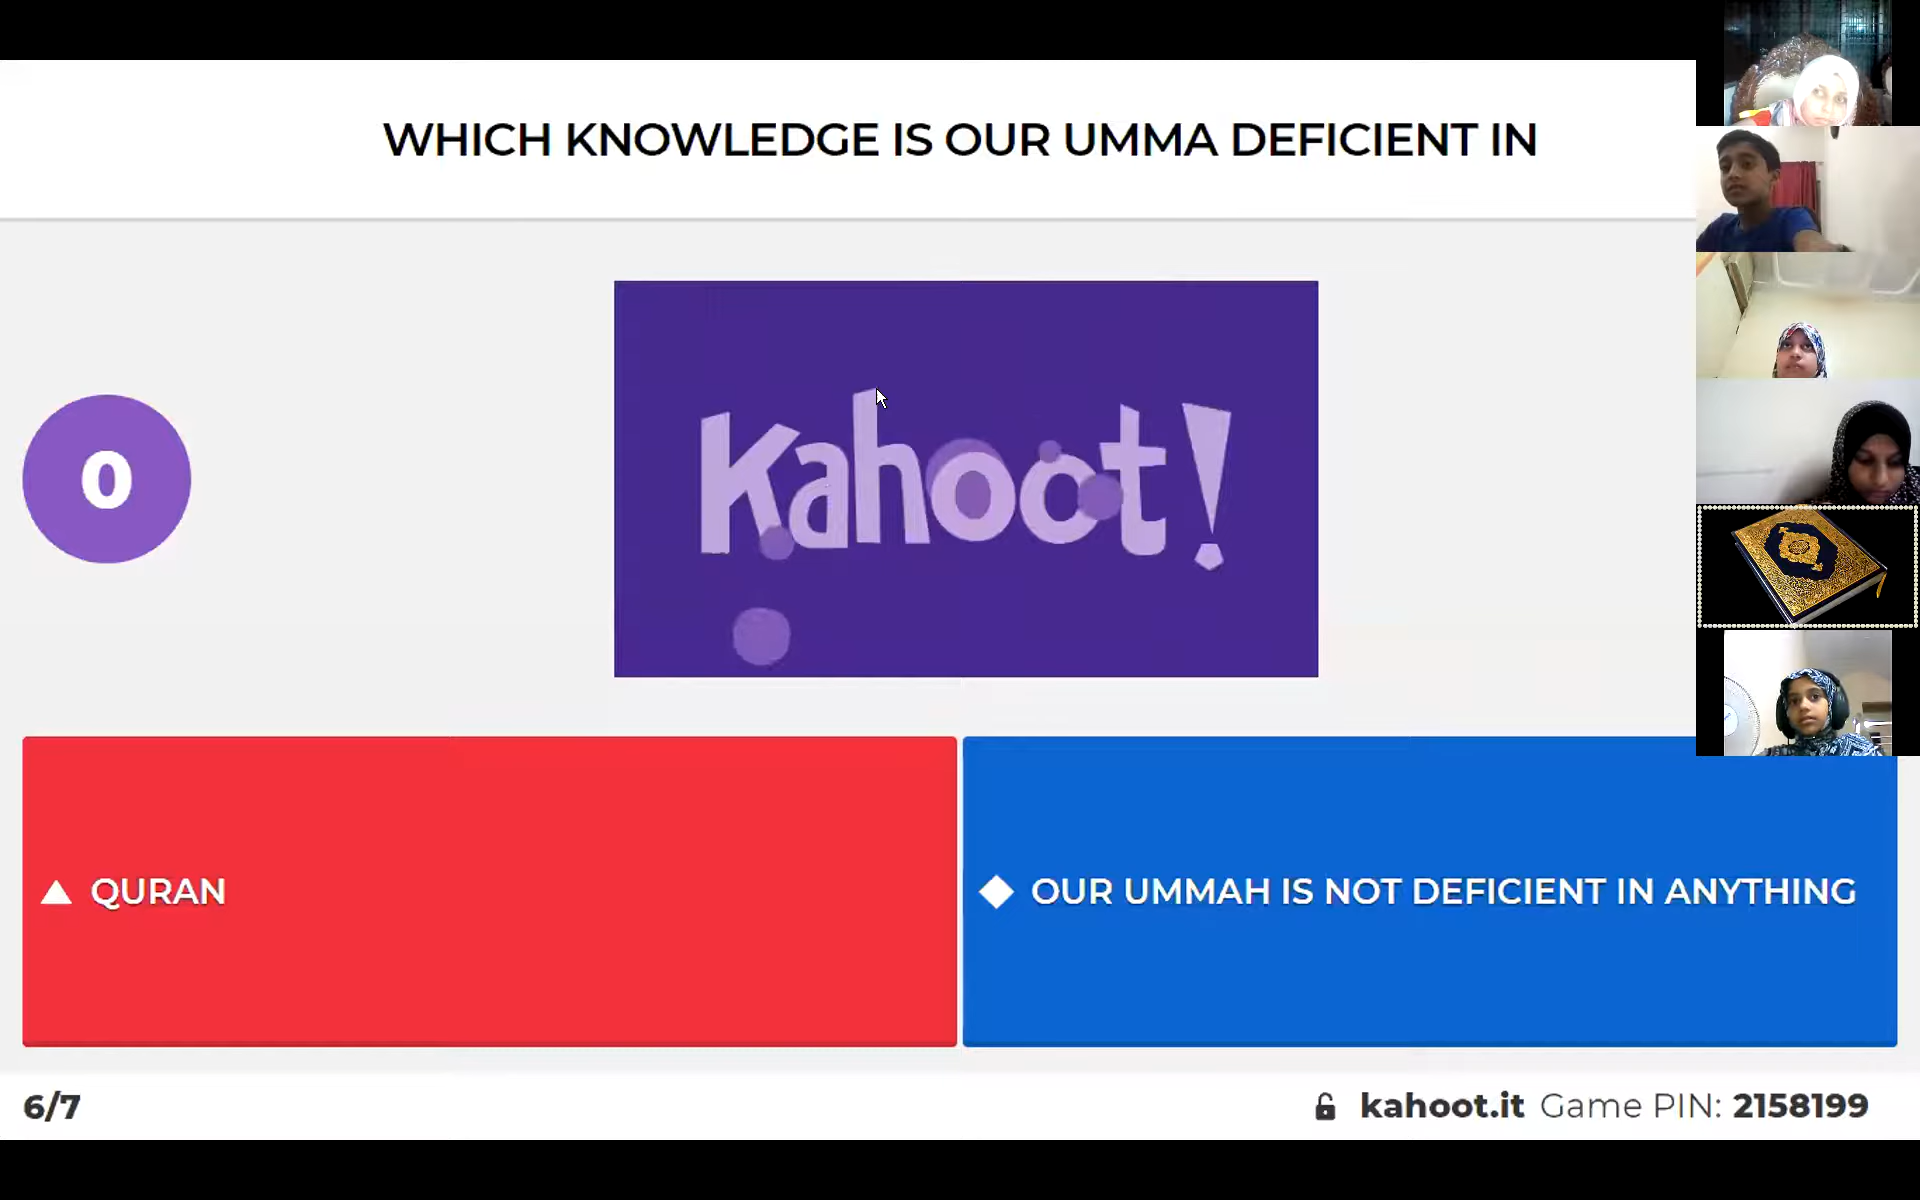 WHICH KNOWLEDGE IS OUR UMMA DEFICIENT IN
0
Kahoot!
QURAN
OUR UMMAH IS NOT DEFICIENT IN ANYTHING
6/7
kahoot.it Game PIN: 2158199